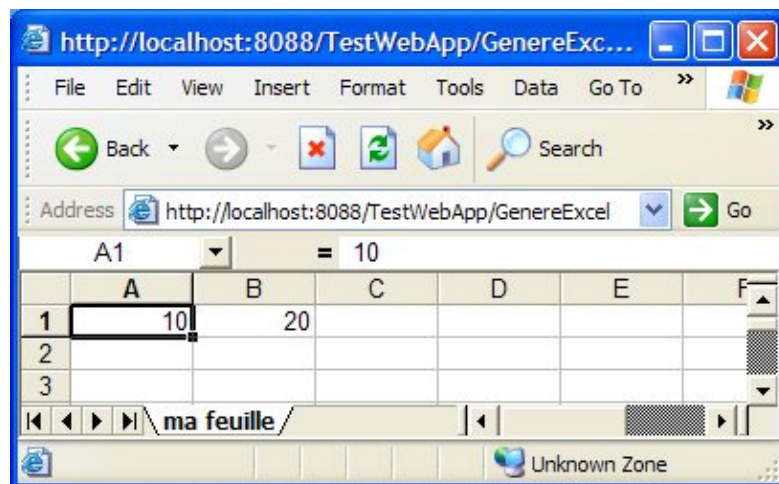 http://localhost:8088/TestWebApp/GenereExc...
File Edit View Insert Format Tools Data Go To »
Back Search »
Address http://localhost:8088/TestWebApp/GenereExcel Go
A1 = 10
A B C D E F
1 10 20
2
3
ma feuille
Unknown Zone